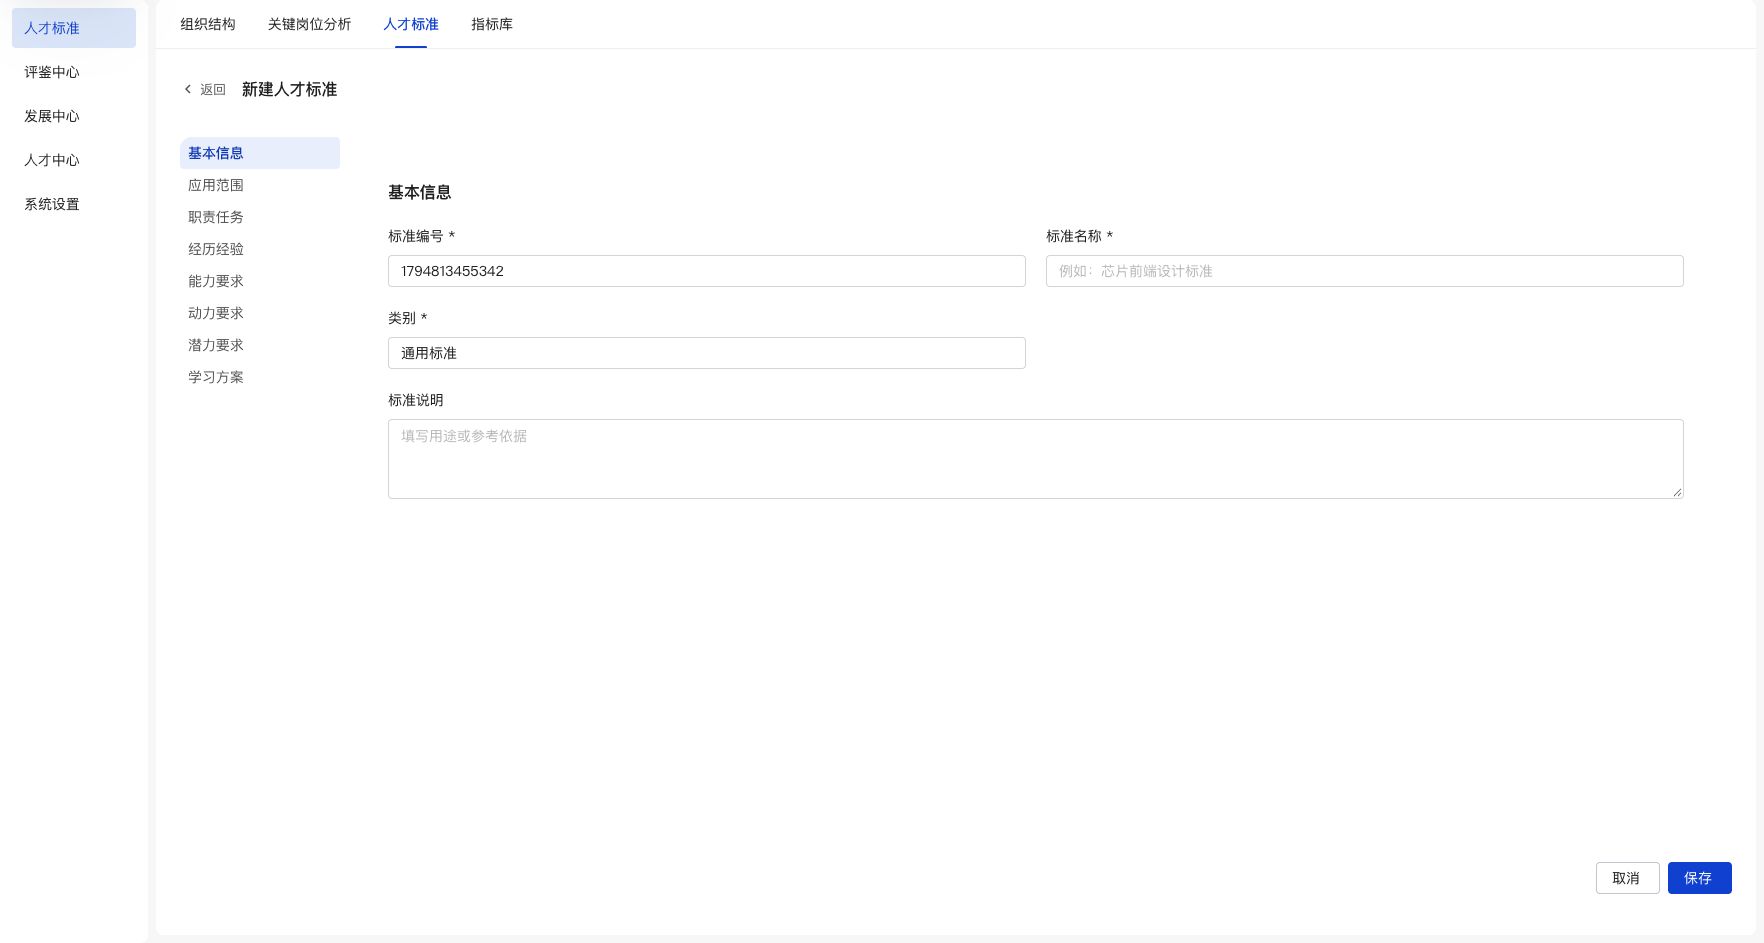 人才标准
评鉴中心
发展中心
人才中心
系统设置
组织结构 关键岗位分析 人才标准 指标库
返回 新建人才标准
基本信息
应用范围
职责任务
经历经验
能力要求
动力要求
潜力要求
学习方案
基本信息
标准编号 * 标准名称 *
1794813455342 例如：芯片前端设计标准
类别 *
通用标准
标准说明
填写用途或参考依据
取消 保存